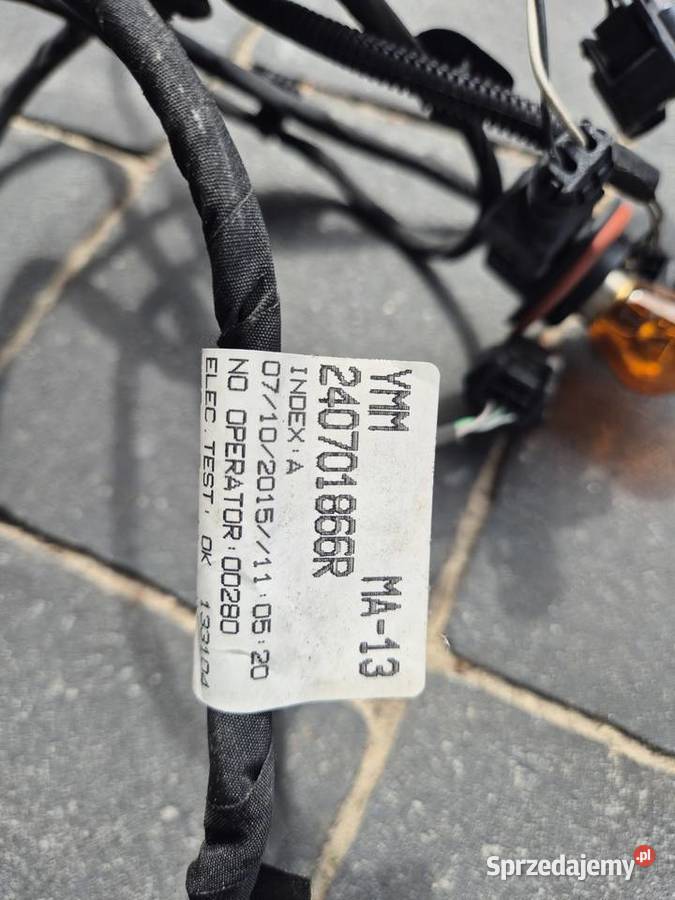 YMM MA-13
240701866R
INDEX:A
07/10/2015//11:05:20
NO OPERATOR:00280
ELEC. TEST: OK 133104
Sprzedajemy.pl